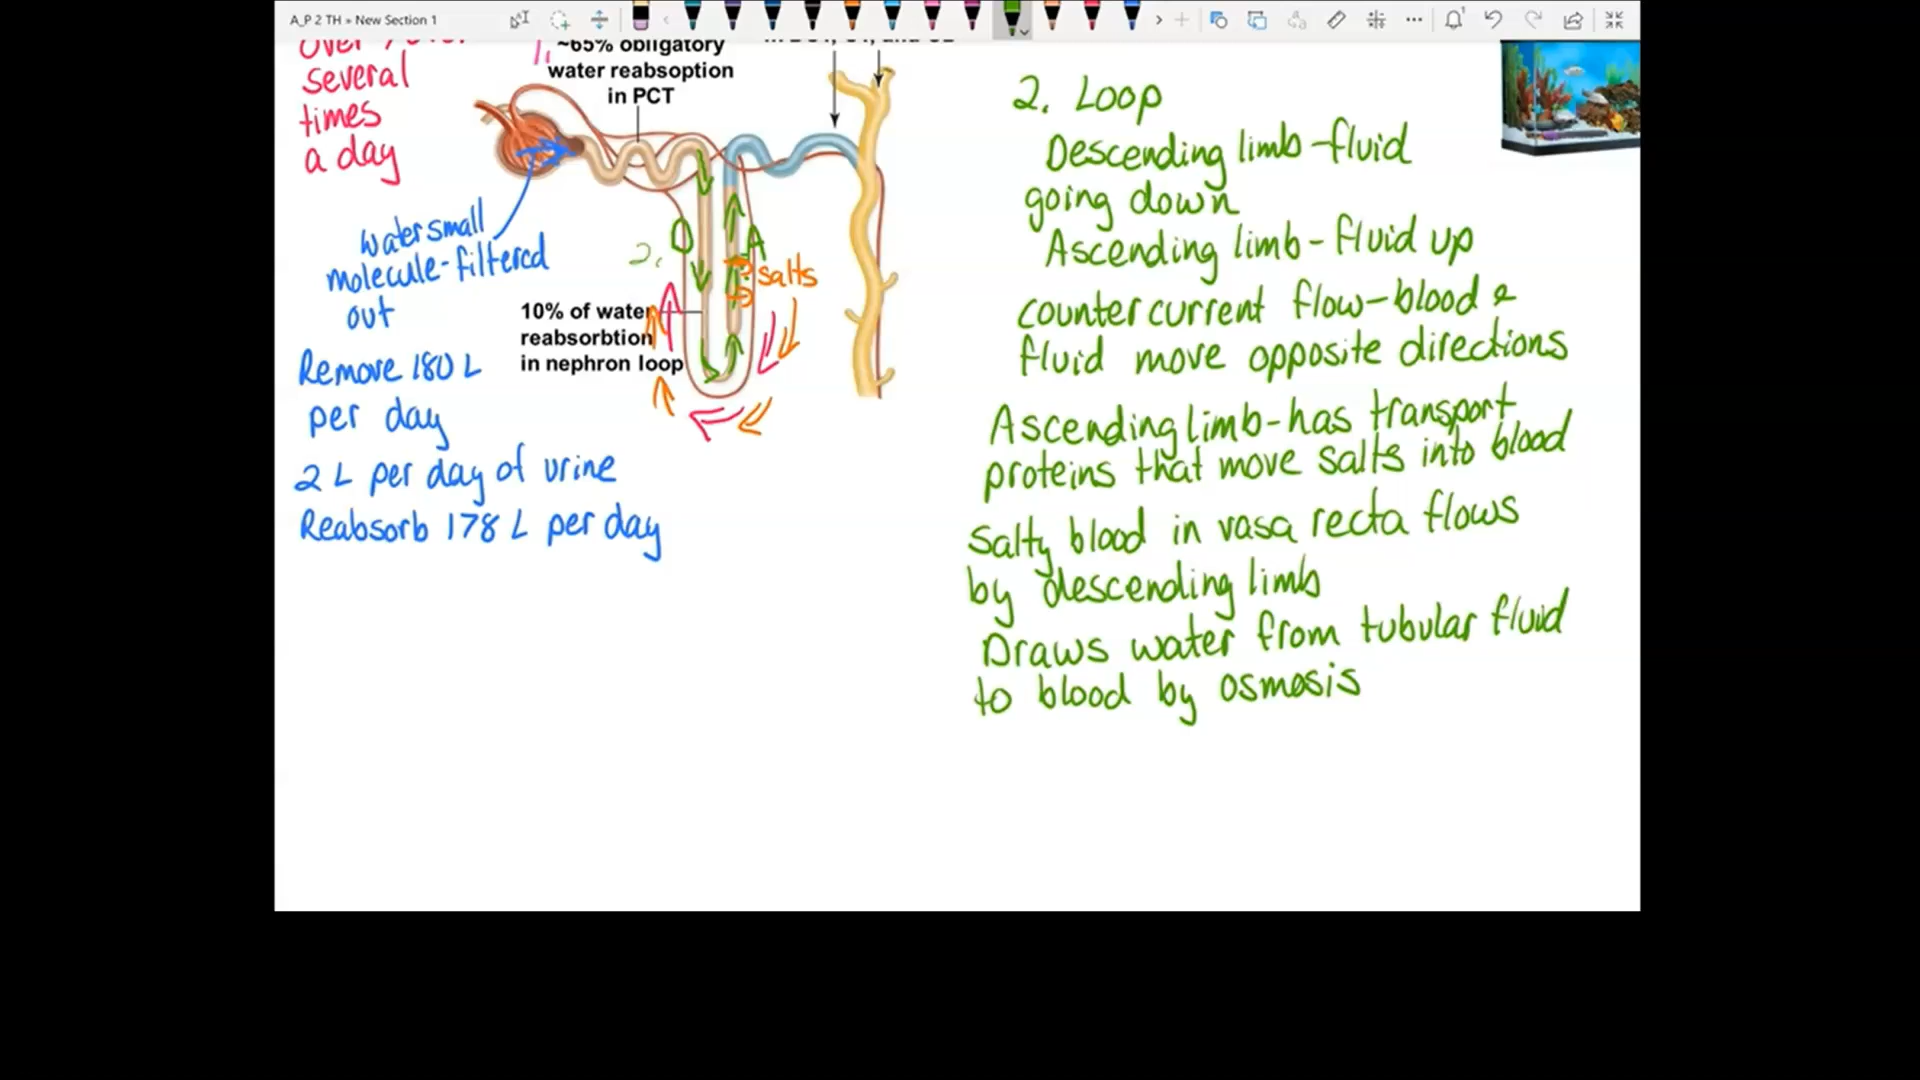 A_P 2 TH » New Section 1
several
times
a day
~65% obligatory
water reabsoption
in PCT
water small
molecule-filtered
out
Remove 180 L
per day
2 L per day of urine
Reabsorb 178 L per day
2.
D
A
salts
10% of water
reabsorbtion
in nephron loop
2. Loop
Descending limb-fluid
going down
Ascending limb-fluid up
counter current flow-blood &
fluid move opposite directions
Ascending limb-has transport
proteins that move salts into blood
Salty blood in vasa recta flows
by descending limb
Draws water from tubular fluid
to blood by osmosis